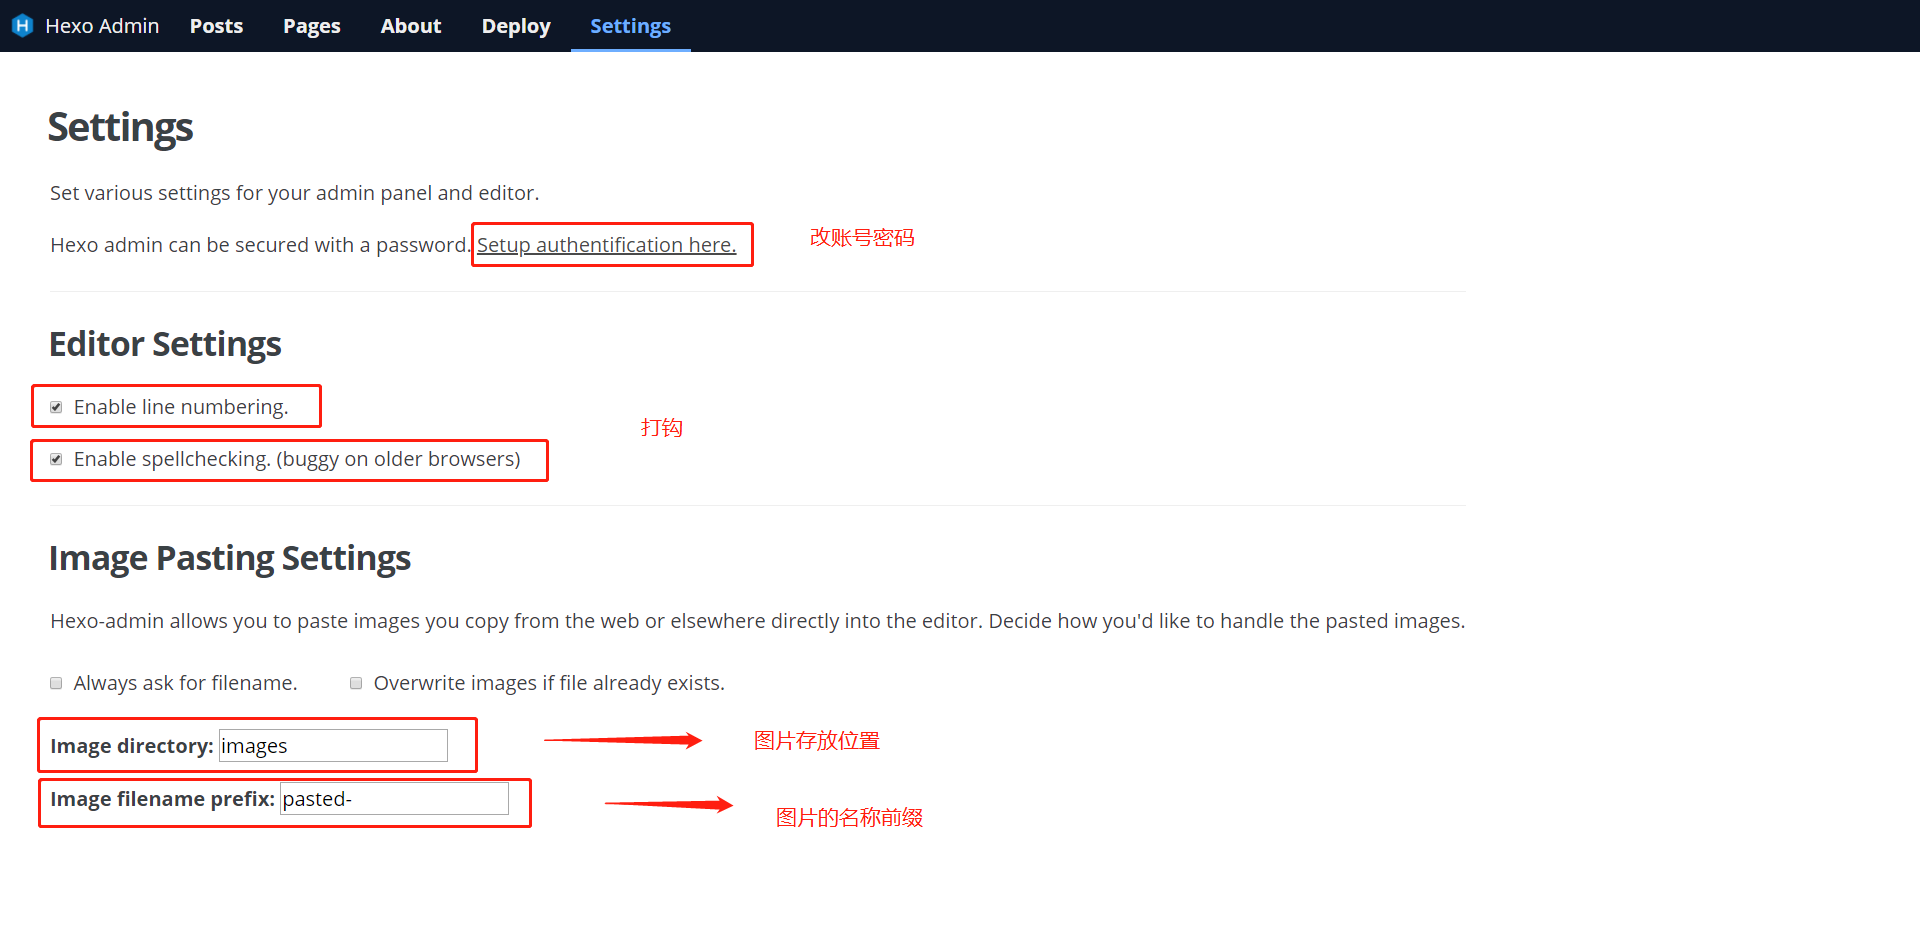 Hexo Admin Posts Pages About Deploy Settings
Settings
Set various settings for your admin panel and editor.
Hexo admin can be secured with a password. Setup authentification here. 改账号密码
Editor Settings
Enable line numbering.
打钩
Enable spellchecking. (buggy on older browsers)
Image Pasting Settings
Hexo-admin allows you to paste images you copy from the web or elsewhere directly into the editor. Decide how you'd like to handle the pasted images.
Always ask for filename. Overwrite images if file already exists.
Image directory: images 图片存放位置
Image filename prefix: pasted- 图片的名称前缀